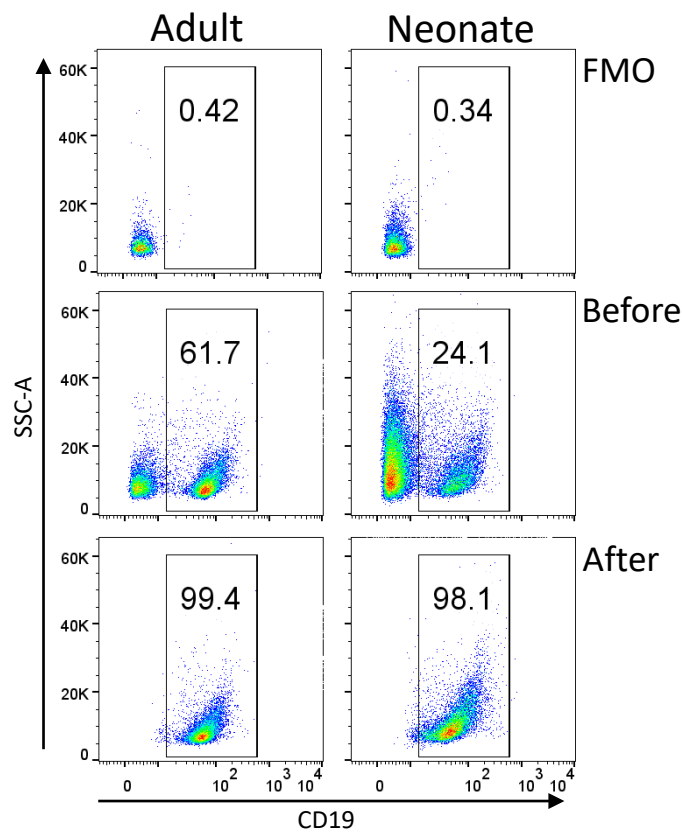 Adult Neonate
FMO
60K
40K
20K
0
0.42
0.34
Before
60K
40K
20K
0
61.7
24.1
After
60K
40K
20K
0
99.4
98.1
SSC-A
0 10² 10³ 10⁴ 0 10² 10³ 10⁴
CD19